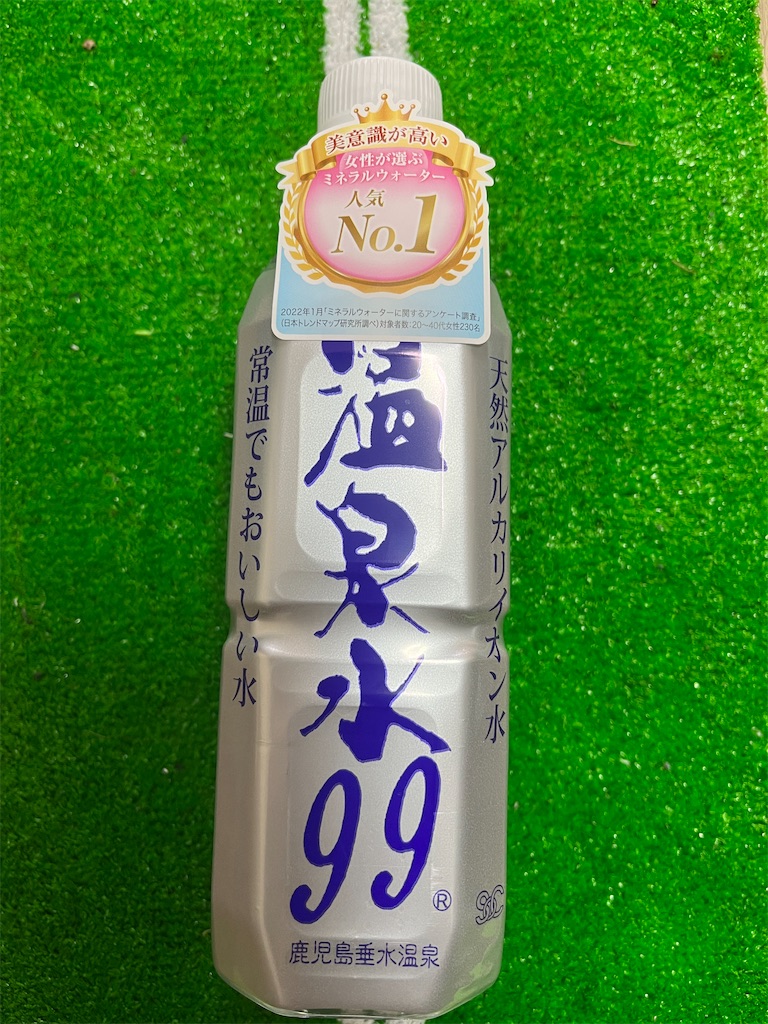 美意識が高い
女性が選ぶ
ミネラルウォーター
人気
No.1
2022年1月「ミネラルウォーターに関するアンケート調査」
(日本トレンドマップ研究所調べ)対象者数:20〜40代女性230名
天然アルカリイオン水
温泉水99®
常温でもおいしい水
鹿児島垂水温泉